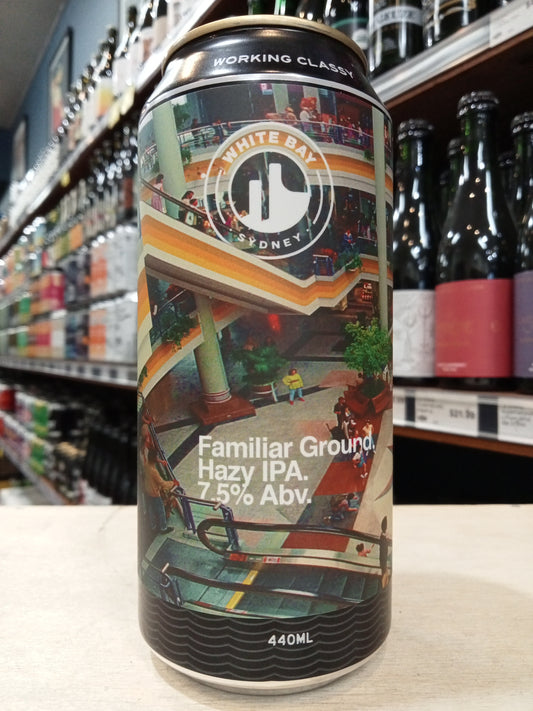 WORKING CLASSY
WHITE BAY
SYDNEY
Familiar Ground.
Hazy IPA.
7.5% Abv.
440ML